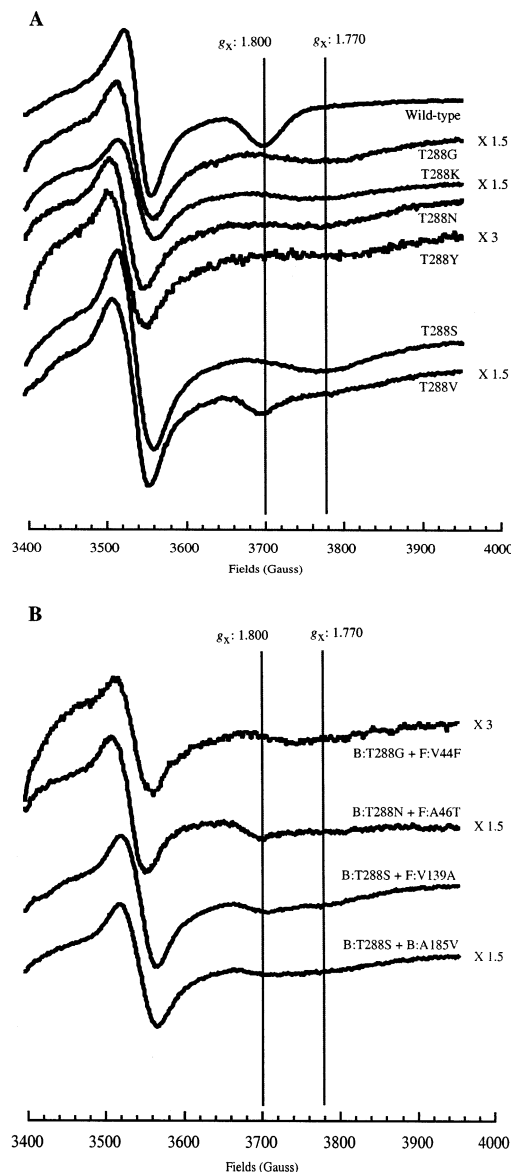 A
gx: 1.800 gx: 1.770
Wild-type
X 1.5
T288G
T288K
X 1.5
T288N
X 3
T288Y
T288S
X 1.5
T288V
3400 3500 3600 3700 3800 3900 4000
Fields (Gauss)
B
gx: 1.800 gx: 1.770
X 3
B:T288G + F:V44F
B:T288N + F:A46T
X 1.5
B:T288S + F:V139A
B:T288S + B:A185V
X 1.5
3400 3500 3600 3700 3800 3900 4000
Fields (Gauss)